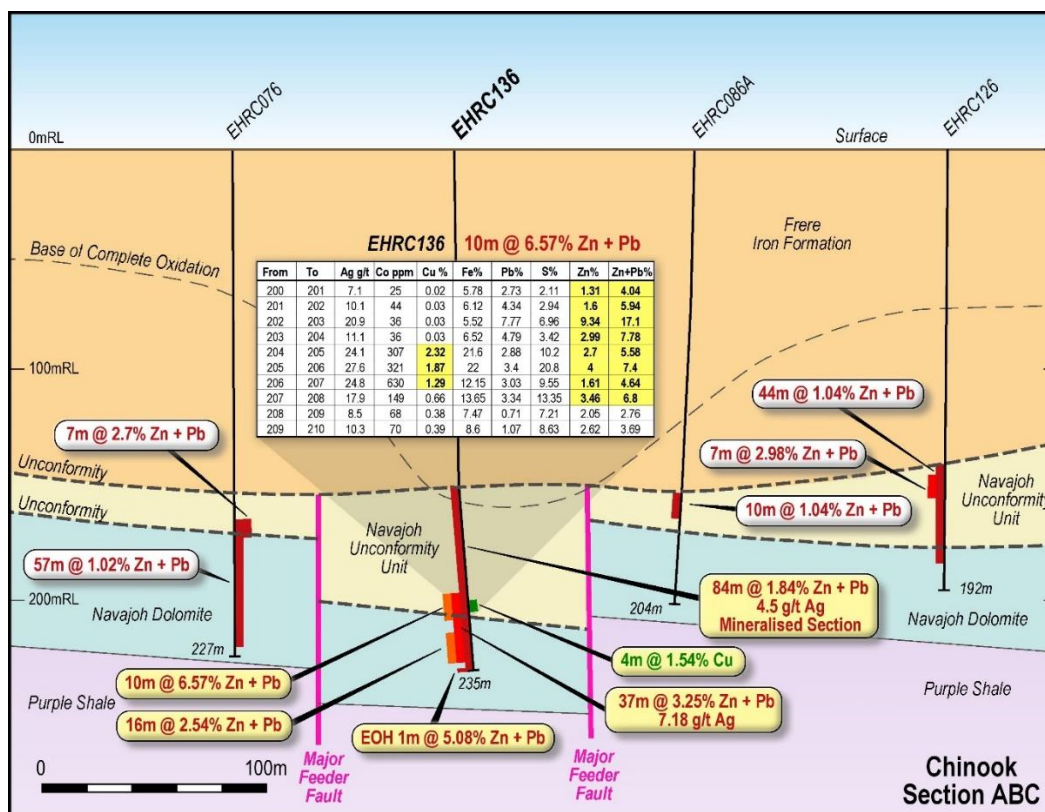 EHRC076
EHRC136
EHRC086A
EHRC126
0mRL
Surface
Base of Complete Oxidation
Frere
Iron Formation
EHRC136 10m @ 6.57% Zn + Pb
From To Ag g/t Co ppm Cu % Fe% Pb% S% Zn% Zn+Pb%
200 201 7.1 25 0.02 5.78 2.73 2.11 1.31 4.04
201 202 10.1 44 0.03 6.12 4.34 2.94 1.6 5.94
202 203 20.9 36 0.03 5.52 7.77 6.96 9.34 17.1
203 204 11.1 36 0.03 6.52 4.79 3.42 2.99 7.78
204 205 24.1 307 2.32 21.6 2.88 10.2 2.7 5.58
205 206 27.6 321 1.87 22 3.4 20.8 4 7.4
206 207 24.8 630 1.29 12.15 3.03 9.55 1.61 4.64
207 208 17.9 149 0.66 13.65 3.34 13.35 3.46 6.8
208 209 8.5 68 0.38 7.47 0.71 7.21 2.05 2.76
209 210 10.3 70 0.39 8.6 1.07 8.63 2.62 3.69
100mRL
44m @ 1.04% Zn + Pb
7m @ 2.7% Zn + Pb
7m @ 2.98% Zn + Pb
Unconformity
Unconformity
10m @ 1.04% Zn + Pb
Navajoh
Unconformity
Unit
Navajoh
Unconformity
Unit
57m @ 1.02% Zn + Pb
84m @ 1.84% Zn + Pb
4.5 g/t Ag
Mineralised Section
192m
200mRL
Navajoh Dolomite
204m
Navajoh Dolomite
227m
4m @ 1.54% Cu
10m @ 6.57% Zn + Pb
235m
Purple Shale
37m @ 3.25% Zn + Pb
7.18 g/t Ag
Purple Shale
16m @ 2.54% Zn + Pb
EOH 1m @ 5.08% Zn + Pb
0 100m
Major
Feeder
Fault
Major
Feeder
Fault
Chinook
Section ABC